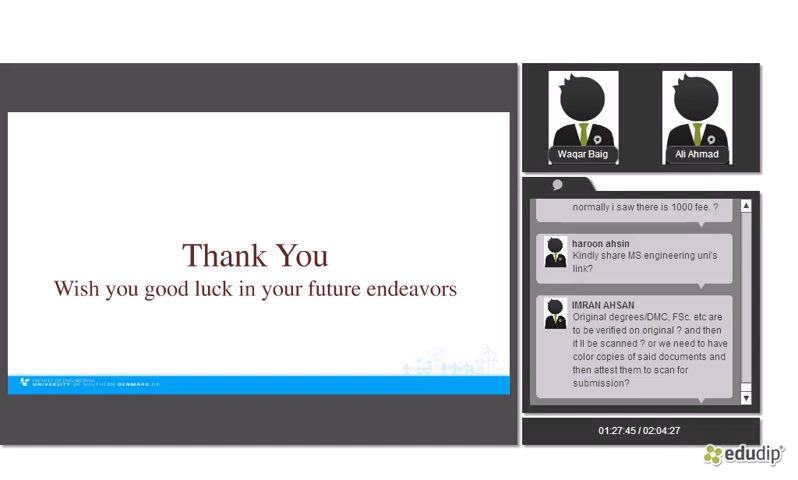 Thank You
Wish you good luck in your future endeavors
FACULTY OF ENGINEERING
UNIVERSITY OF SOUTHERN DENMARK.DK
Waqar Baig
Ali Ahmad
normally i saw there is 1000 fee. ?
haroon ahsin
Kindly share MS engineering uni's
link?
IMRAN AHSAN
Original degrees/DMC, FSc. etc are
to be verified on original ? and then
it ll be scanned ? or we need to have
color copies of said documents and
then attest them to scan for
submission?
01:27:45 / 02:04:27
edudip